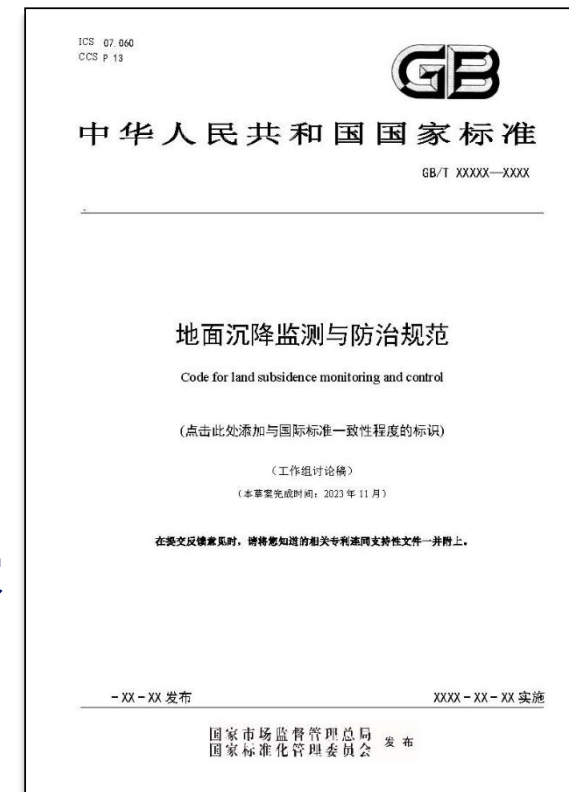 ICS 07.060
CCS P 13
GB
中华人民共和国国家标准
GB/T XXXXX—XXXX
地面沉降监测与防治规范
Code for land subsidence monitoring and control
(点击此处添加与国际标准一致性程度的标识)
（工作组讨论稿）
（本草案完成时间：2023 年 11 月）
在提交反馈意见时，请将您知道的相关专利连同支持性文件一并附上。
-XX-XX 发布
XXXX-XX-XX 实施
国家市场监督管理总局
国家标准化管理委员会
发 布